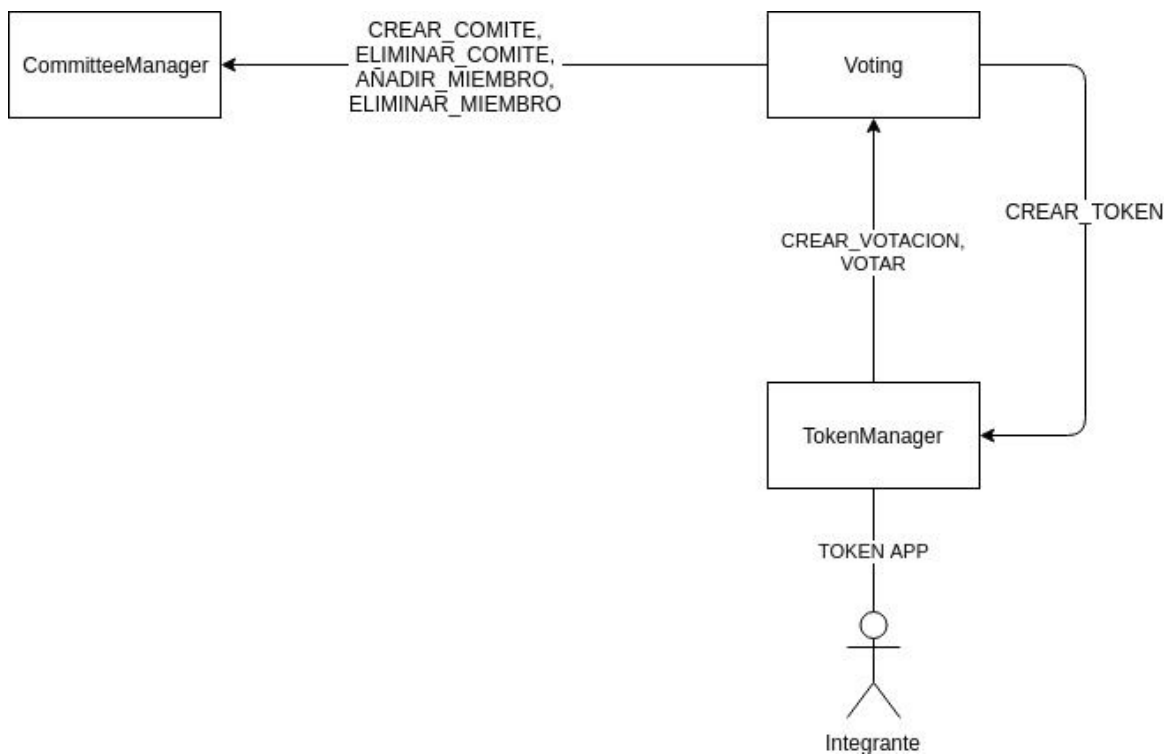 CREAR_COMITE,
ELIMINAR_COMITE,
AÑADIR_MIEMBRO,
ELIMINAR_MIEMBRO
CommitteeManager
Voting
CREAR_TOKEN
CREAR_VOTACION,
VOTAR
TokenManager
TOKEN APP
Integrante